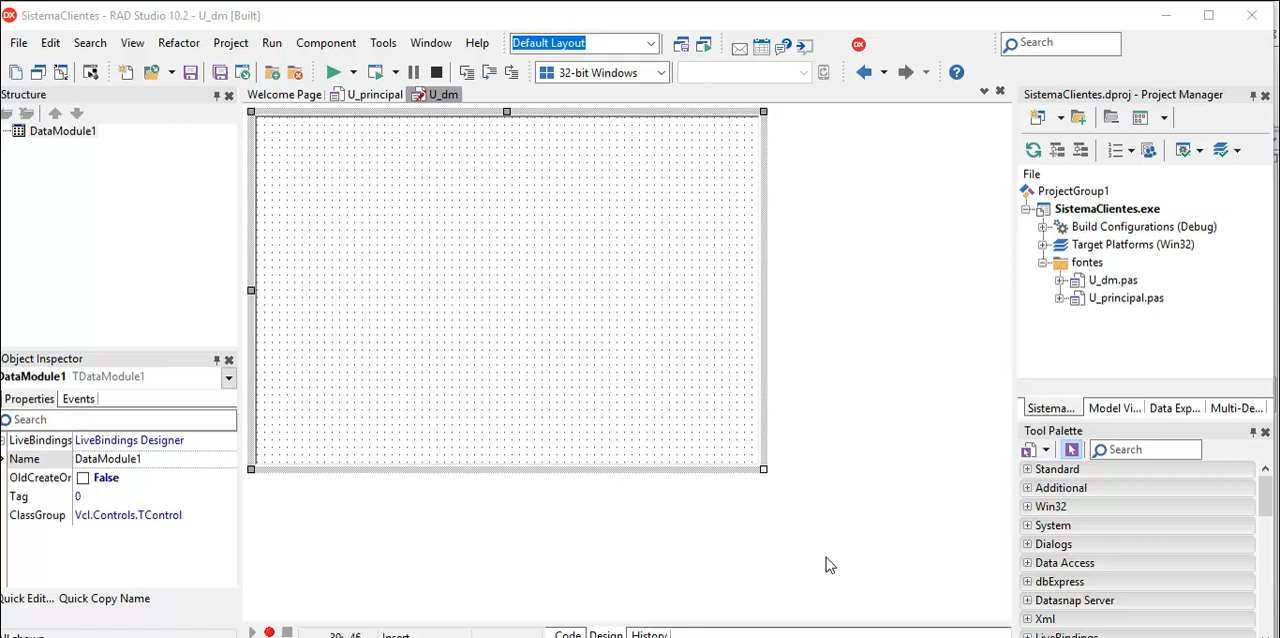 SistemaClientes - RAD Studio 10.2 - U_dm [Built]
File Edit Search View Refactor Project Run Component Tools Window Help Default Layout Search
32-bit Windows
Structure
Welcome Page U_principal U_dm
DataModule1
SistemaClientes.dproj - Project Manager
File
ProjectGroup1
SistemaClientes.exe
Build Configurations (Debug)
Target Platforms (Win32)
fontes
U_dm.pas
U_principal.pas
Object Inspector
DataModule1 TDataModule1
Properties Events
Search
LiveBindings LiveBindings Designer
Name DataModule1
OldCreateOr False
Tag 0
ClassGroup Vcl.Controls.TControl
Quick Edit... Quick Copy Name
Sistema... Model Vi... Data Exp... Multi-De...
Tool Palette
Search
Standard
Additional
Win32
System
Dialogs
Data Access
dbExpress
Datasnap Server
Xml
LiveBindings
All shown
39: 46 Insert
Code Design History